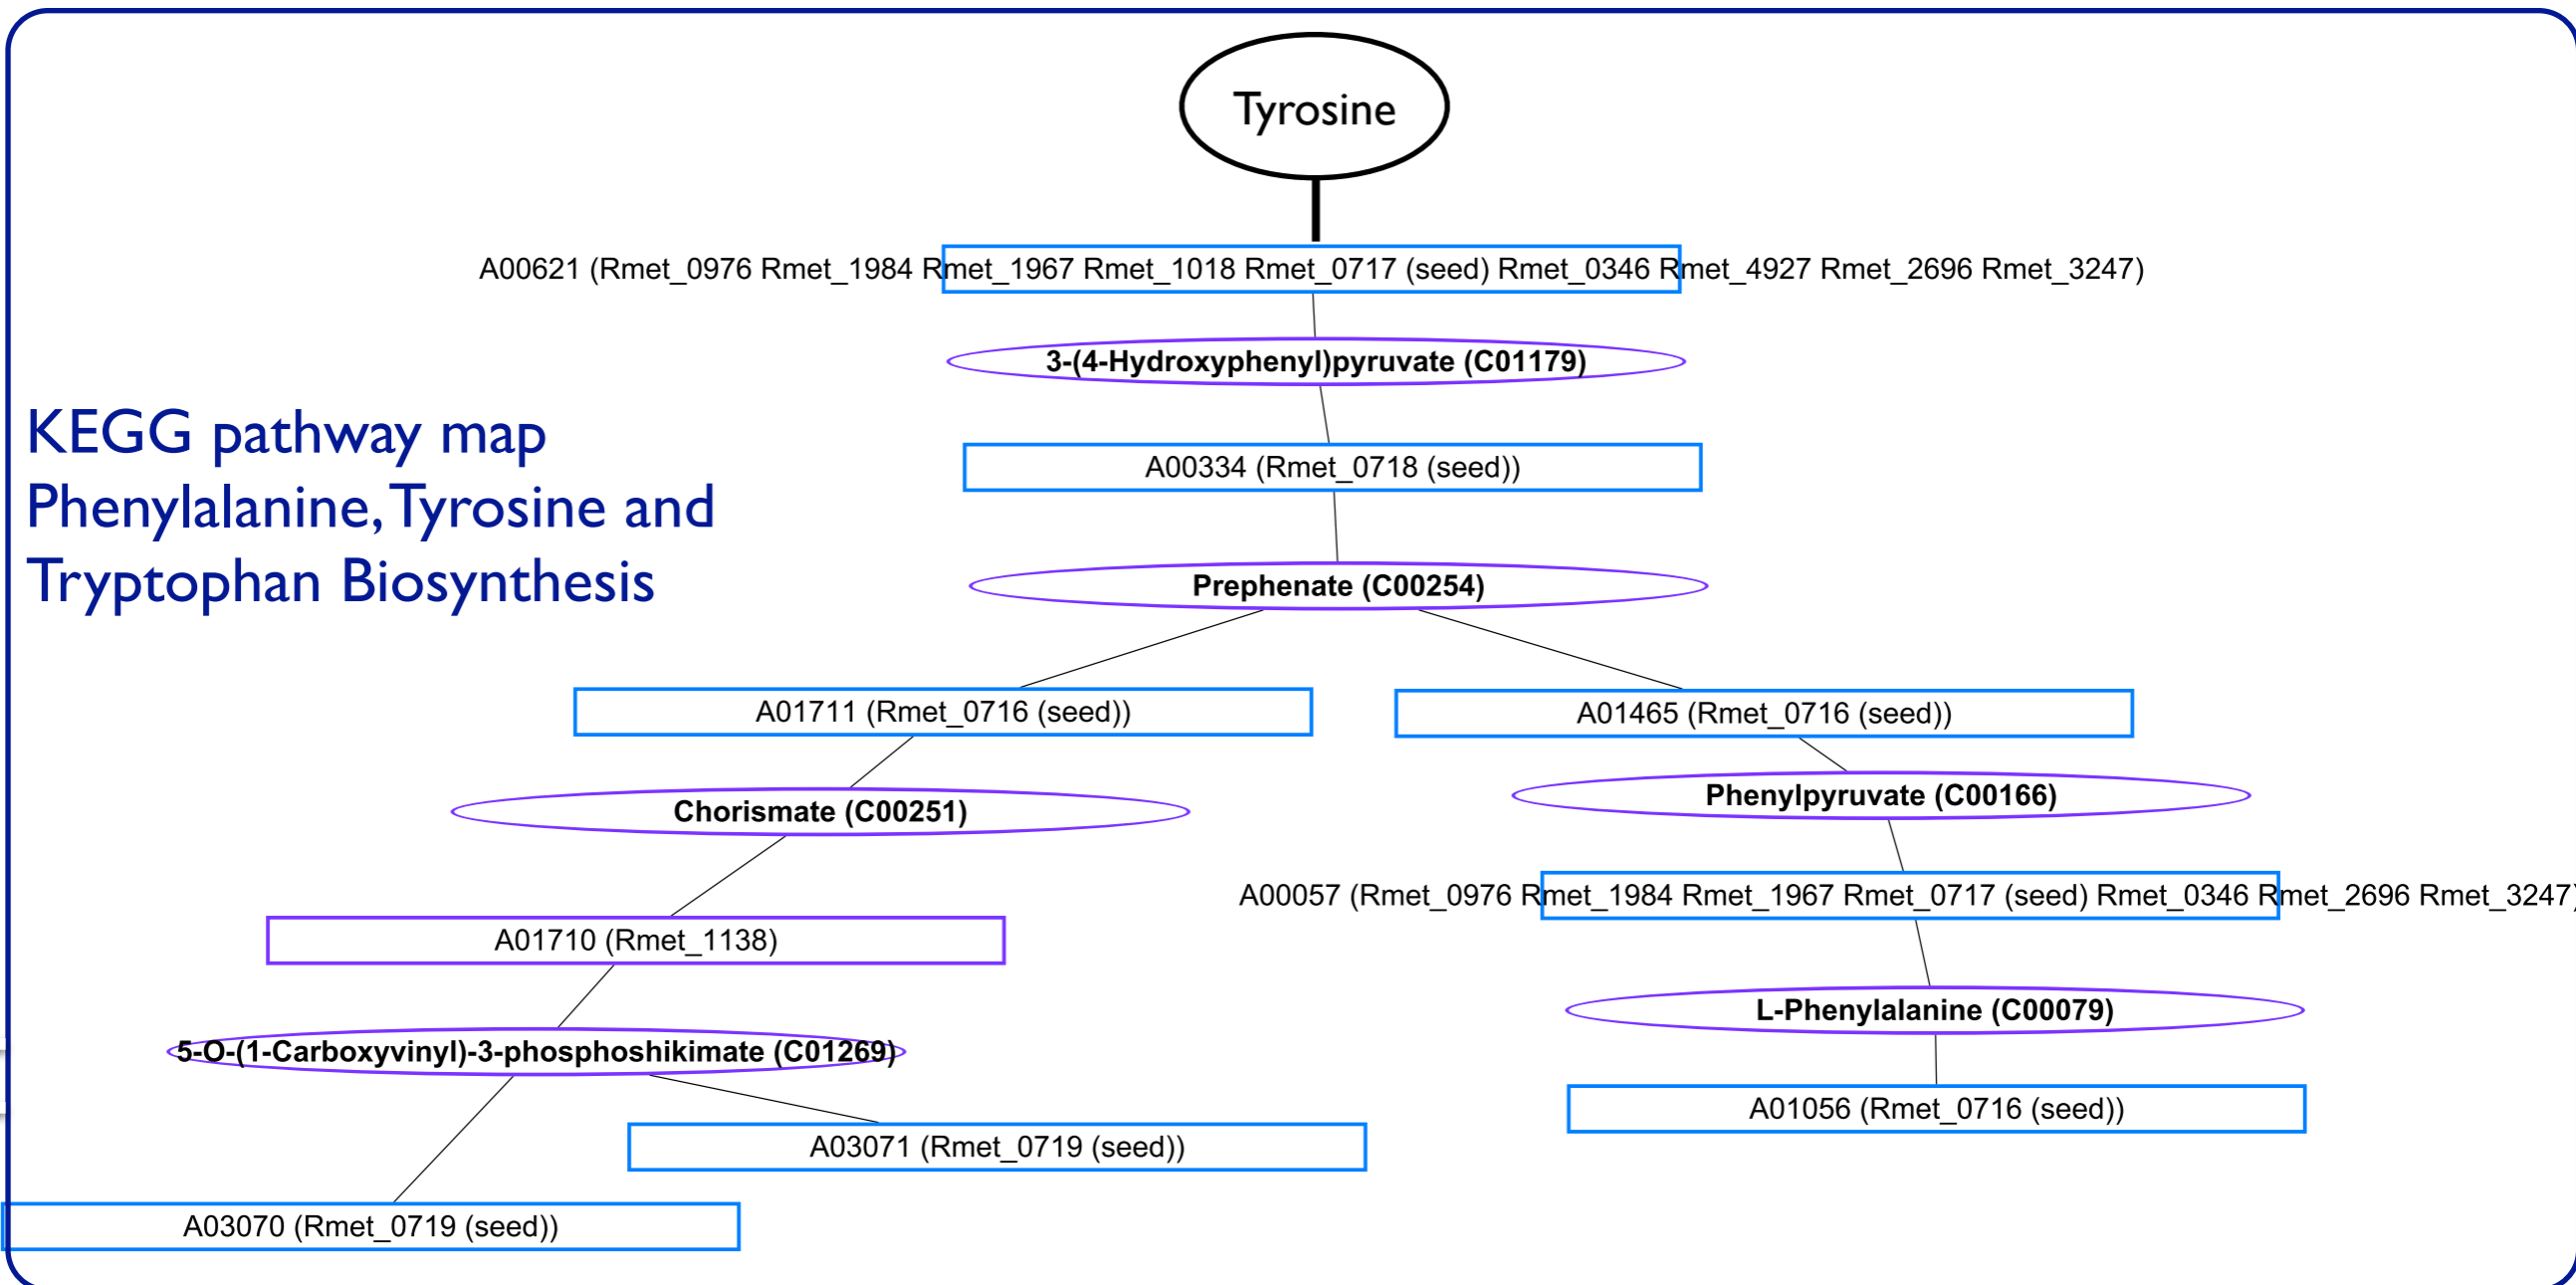 Tyrosine
A00621 (Rmet_0976 Rmet_1984 Rmet_1967 Rmet_1018 Rmet_0717 (seed) Rmet_0346 Rmet_4927 Rmet_2696 Rmet_3247)
3-(4-Hydroxyphenyl)pyruvate (C01179)
KEGG pathway map
Phenylalanine, Tyrosine and
Tryptophan Biosynthesis
A00334 (Rmet_0718 (seed))
Prephenate (C00254)
A01711 (Rmet_0716 (seed))
A01465 (Rmet_0716 (seed))
Chorismate (C00251)
Phenylpyruvate (C00166)
A00057 (Rmet_0976 Rmet_1984 Rmet_1967 Rmet_0717 (seed) Rmet_0346 Rmet_2696 Rmet_3247)
A01710 (Rmet_1138)
L-Phenylalanine (C00079)
5-O-(1-Carboxyvinyl)-3-phosphoshikimate (C01269)
A01056 (Rmet_0716 (seed))
A03071 (Rmet_0719 (seed))
A03070 (Rmet_0719 (seed))